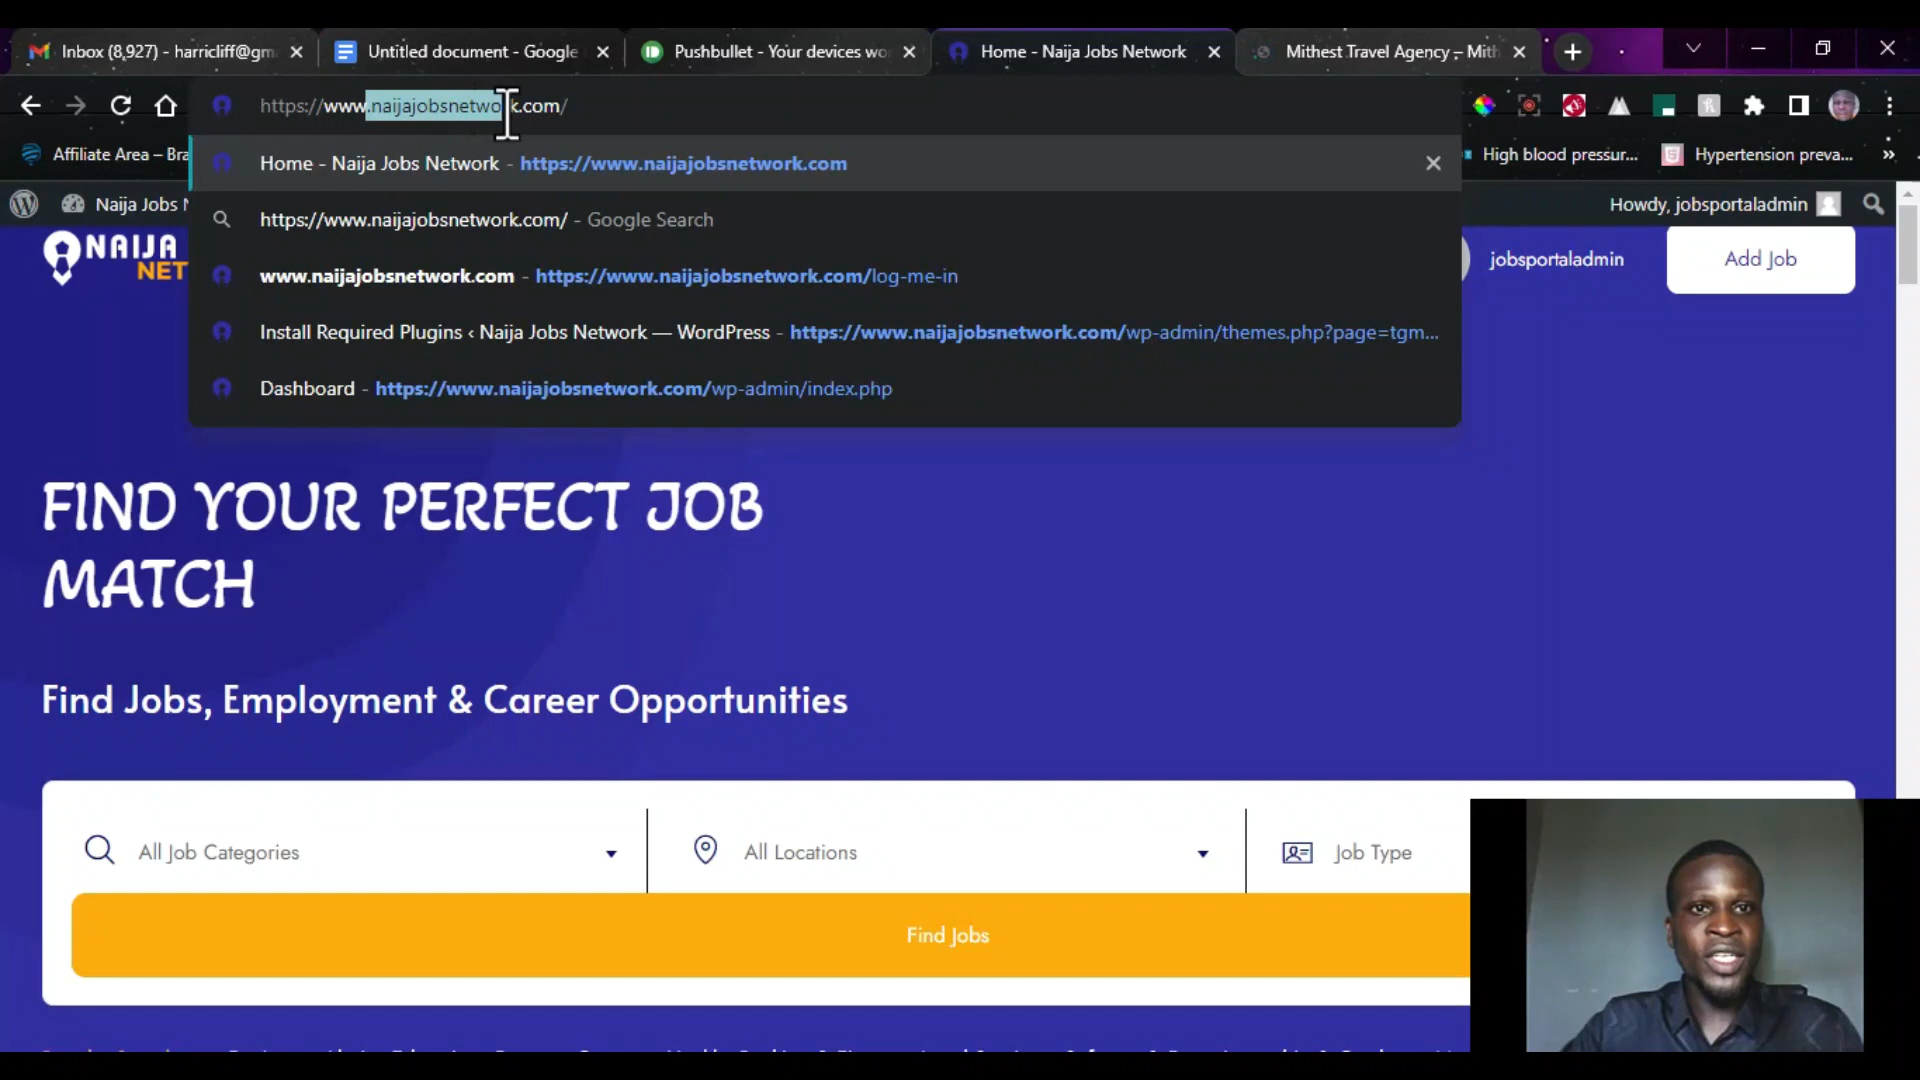 Inbox (8,927) - harricliff@gm
Untitled document - Google
Pushbullet - Your devices wo
Home - Naija Jobs Network
Mithest Travel Agency – Mith
https://www.naijajobsnetwork.com/
Affiliate Area – Bra
Home - Naija Jobs Network - https://www.naijajobsnetwork.com
High blood pressur...
Hypertension preva...
Naija Jobs N
https://www.naijajobsnetwork.com/ - Google Search
Howdy, jobsportaladmin
NAIJA
NET
jobsportaladmin
Add Job
www.naijajobsnetwork.com - https://www.naijajobsnetwork.com/log-me-in
Install Required Plugins ‹ Naija Jobs Network — WordPress - https://www.naijajobsnetwork.com/wp-admin/themes.php?page=tgm...
Dashboard - https://www.naijajobsnetwork.com/wp-admin/index.php
FIND YOUR PERFECT JOB
MATCH
Find Jobs, Employment & Career Opportunities
All Job Categories
All Locations
Job Type
Find Jobs